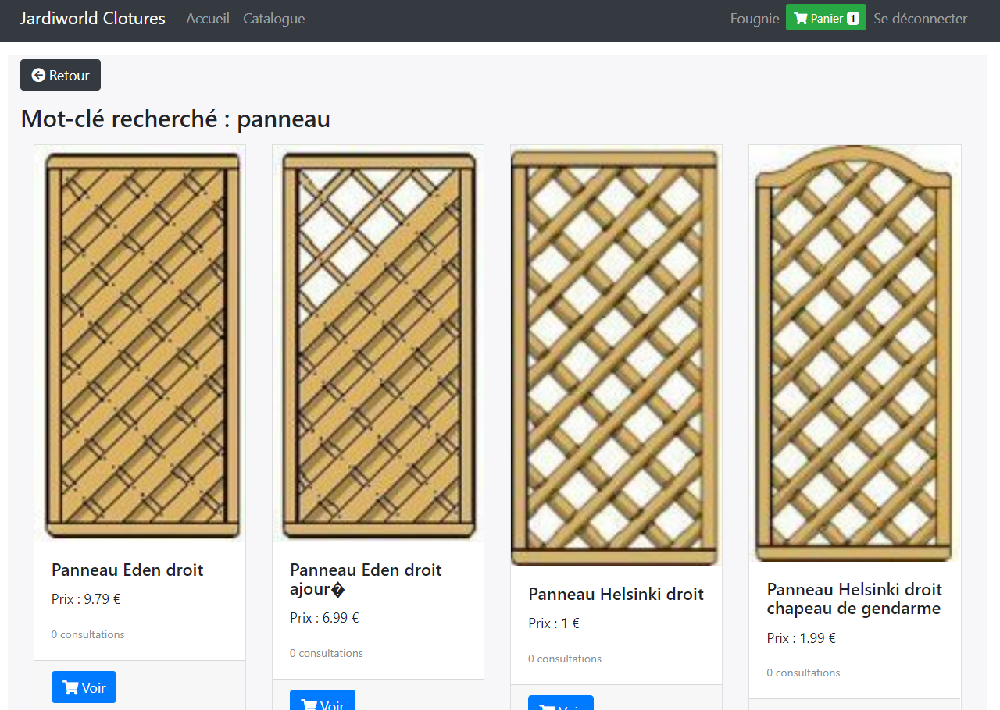 Jardiworld Clotures Accueil Catalogue Fougnie Panier 1 Se déconnecter
Retour
Mot-clé recherché : panneau
Panneau Eden droit
Prix : 9.79 €
0 consultations
Voir
Panneau Eden droit
ajour�
Prix : 6.99 €
0 consultations
Voir
Panneau Helsinki droit
Prix : 1 €
0 consultations
Voir
Panneau Helsinki droit
chapeau de gendarme
Prix : 1.99 €
0 consultations